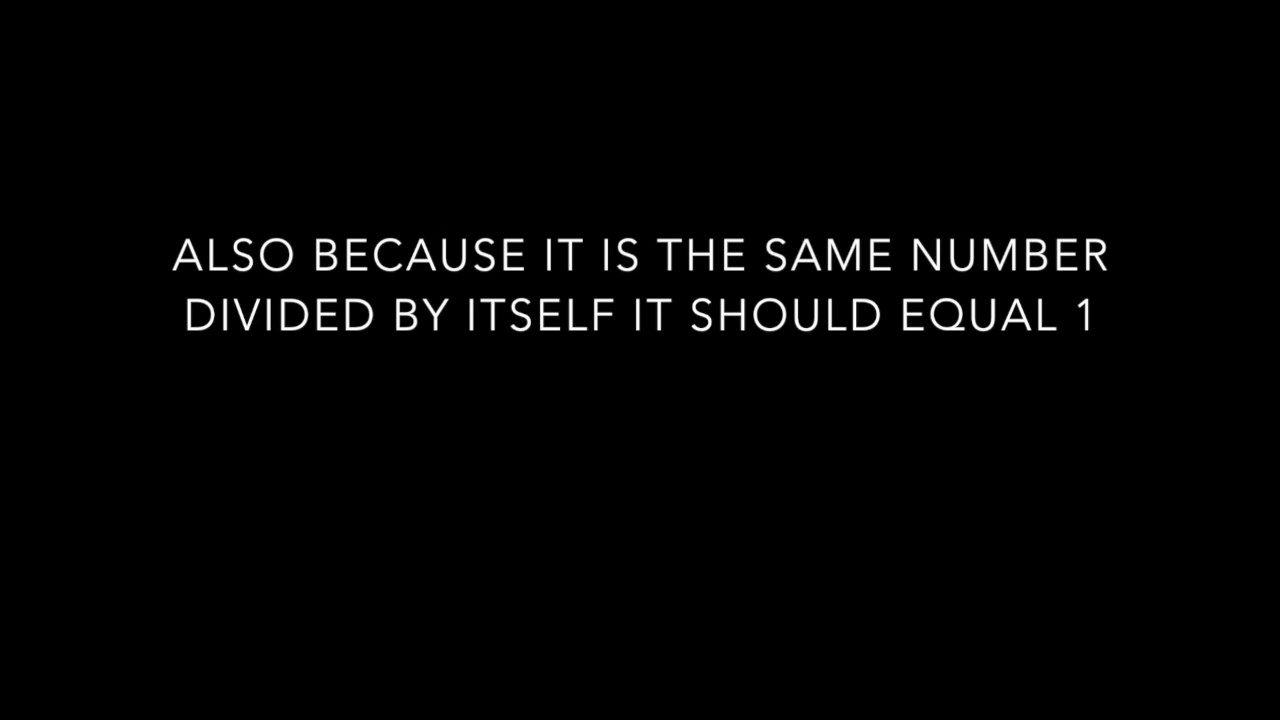 ALSO BECAUSE IT IS THE SAME NUMBER
DIVIDED BY ITSELF IT SHOULD EQUAL 1